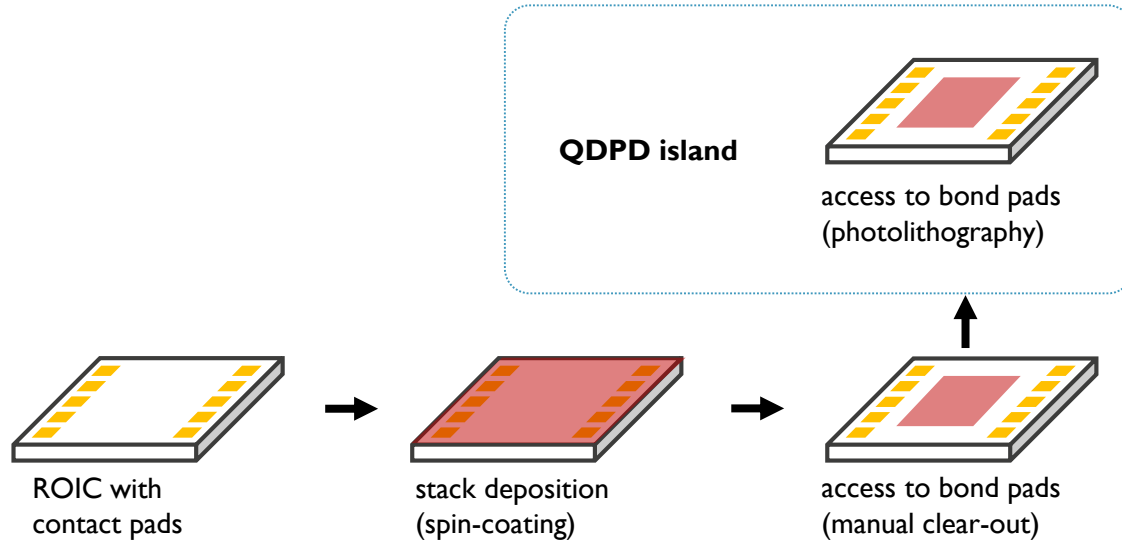 QDPD island
access to bond pads
(photolithography)
ROIC with
contact pads
stack deposition
(spin-coating)
access to bond pads
(manual clear-out)